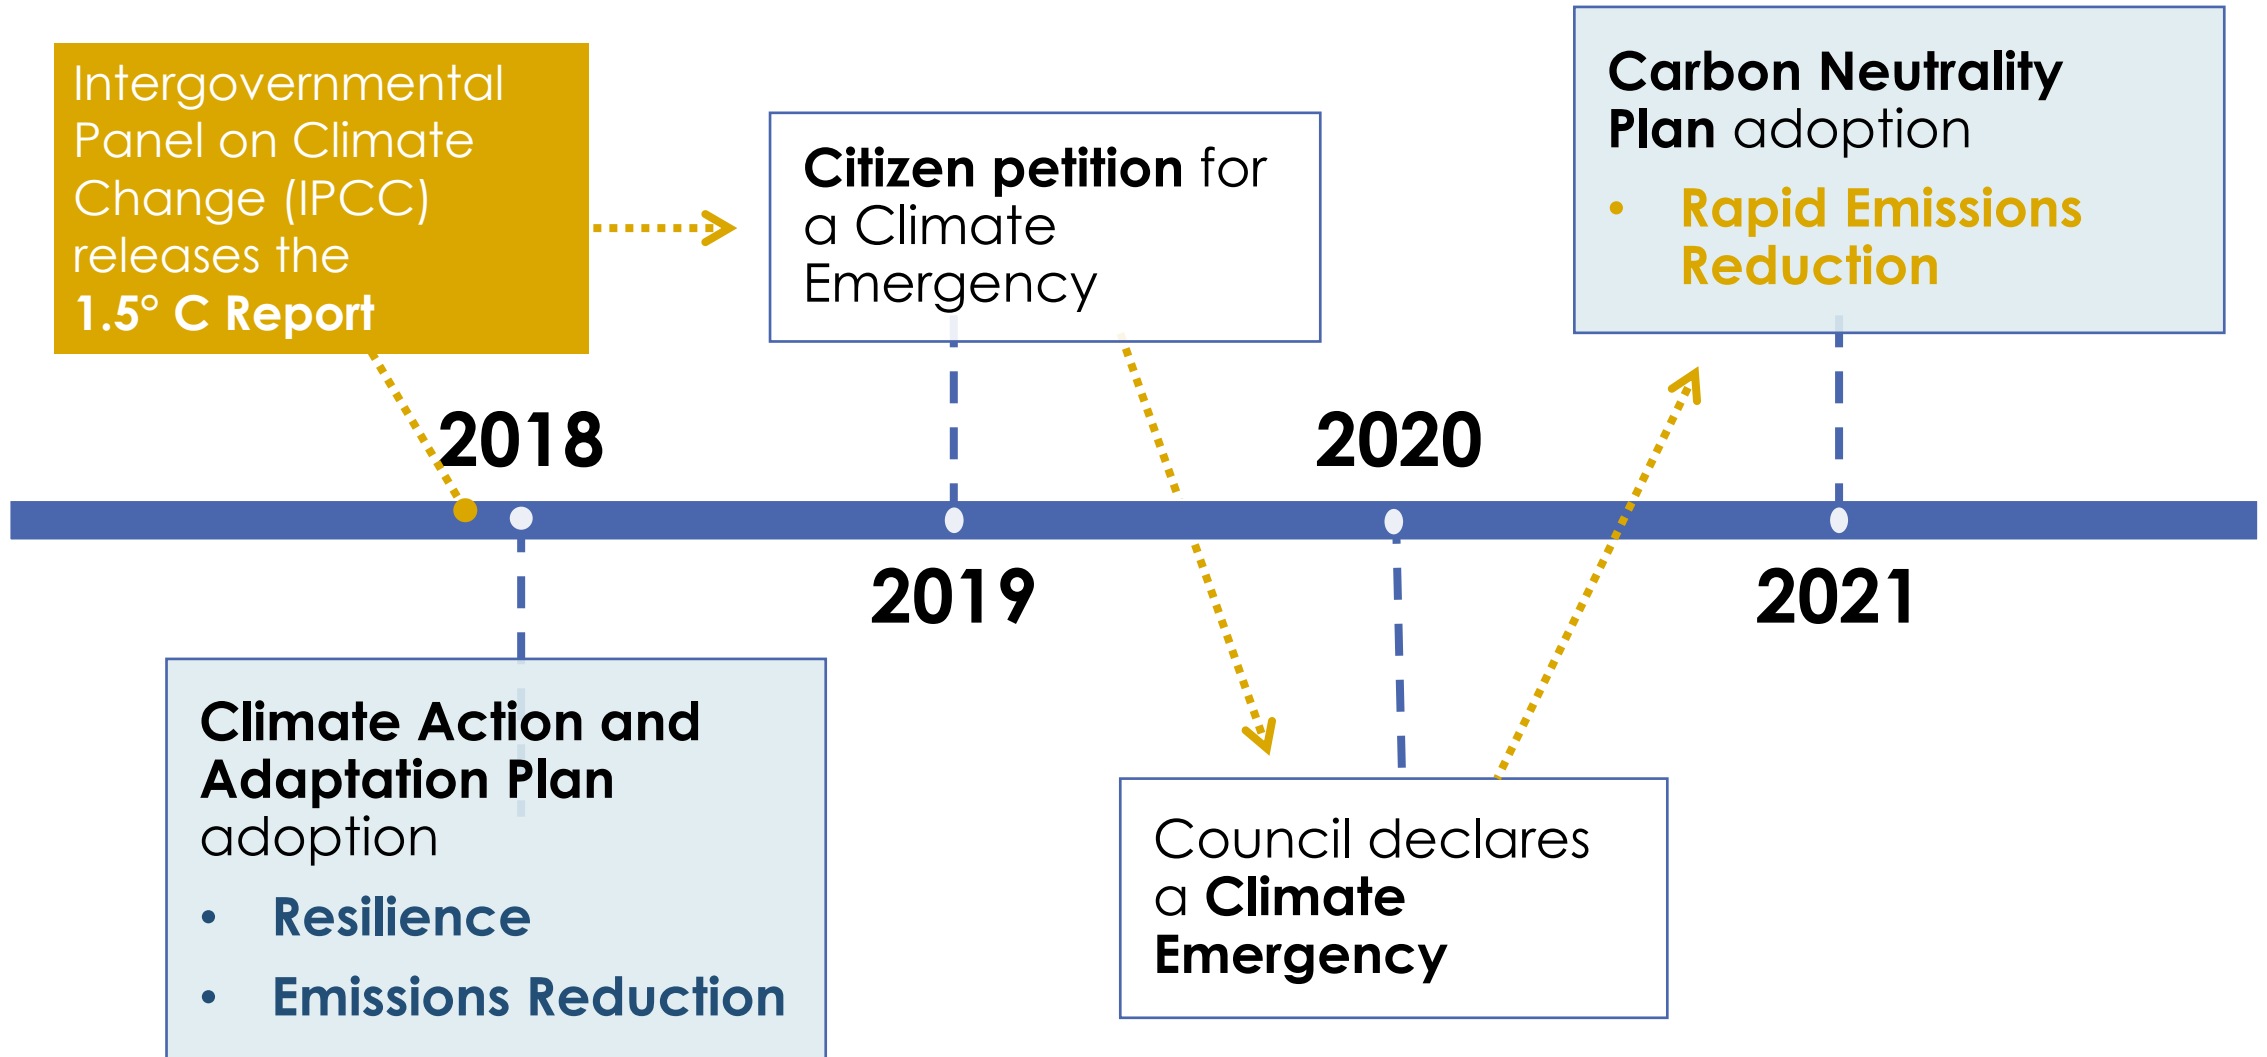 Intergovernmental
Panel on Climate
Change (IPCC)
releases the
1.5° C Report
Citizen petition for
a Climate
Emergency
Carbon Neutrality
Plan adoption
• Rapid Emissions
Reduction
2018
2020
2019
2021
Climate Action and
Adaptation Plan
adoption
• Resilience
• Emissions Reduction
Council declares
a Climate
Emergency